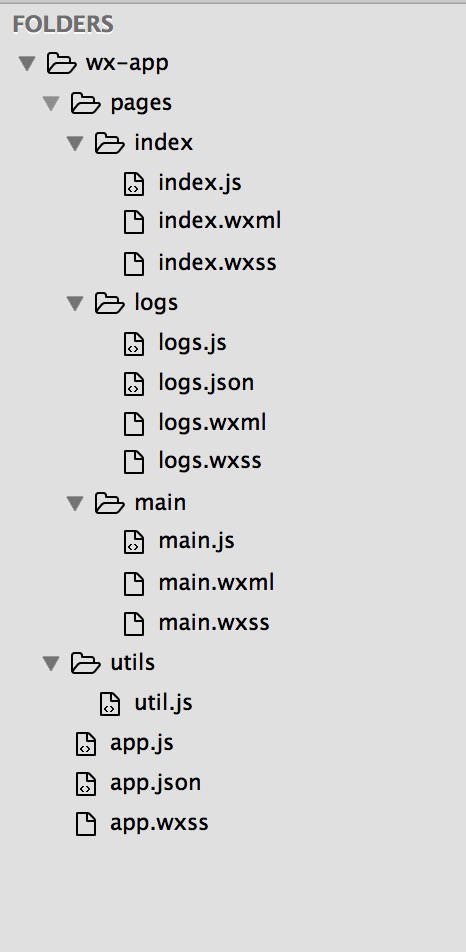 FOLDERS
wx-app
pages
index
index.js
index.wxml
index.wxss
logs
logs.js
logs.json
logs.wxml
logs.wxss
main
main.js
main.wxml
main.wxss
utils
util.js
app.js
app.json
app.wxss